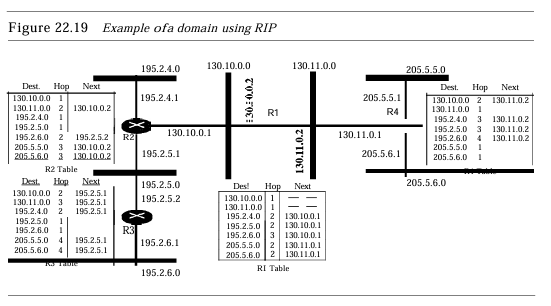 Figure 22.19 Example of a domain using RIP
195.2.4.0
130.10.0.0
130.11.0.0
205.5.5.0
Dest. Hop Next
130.10.0.0 1
130.11.0.0 2 130.10.0.2
195.2.4.0 1
195.2.5.0 1
195.2.6.0 2 195.2.5.2
205.5.5.0 3 130.10.0.2
205.5.6.0 3 130.10.0.2
R2 Table
195.2.4.1
R2
130.10.0.1
195.2.5.1
130.10.0.2
R1
130.11.0.2
130.11.0.1
205.5.5.1
R4
205.5.6.1
Dest. Hop Next
130.10.0.0 2 130.11.0.2
130.11.0.0 1
195.2.4.0 3 130.11.0.2
195.2.5.0 3 130.11.0.2
195.2.6.0 4 130.11.0.2
205.5.5.0 1
205.5.6.0 1
R4 Table
205.5.6.0
Dest. Hop Next
130.10.0.0 2 195.2.5.1
130.11.0.0 3 195.2.5.1
195.2.4.0 2 195.2.5.1
195.2.5.0 1
195.2.6.0 1
205.5.5.0 4 195.2.5.1
205.5.6.0 4 195.2.5.1
R3 Table
195.2.5.0
195.2.5.2
R3
195.2.6.1
195.2.6.0
Des! Hop Next
130.10.0.0 1 — —
130.11.0.0 1 — —
195.2.4.0 2 130.10.0.1
195.2.5.0 2 130.10.0.1
195.2.6.0 3 130.10.0.1
205.5.5.0 2 130.11.0.1
205.5.6.0 2 130.11.0.1
R1 Table